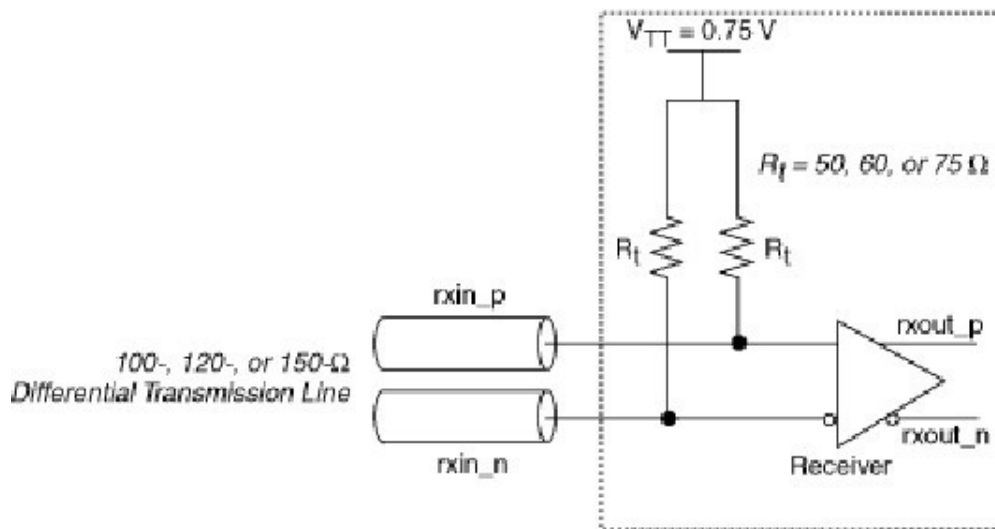 V_TT = 0.75 V
R_t = 50, 60, or 75 Ω
R_t
R_t
rxin_p
rxout_p
100-, 120-, or 150-Ω
Differential Transmission Line
rxin_n
rxout_n
Receiver